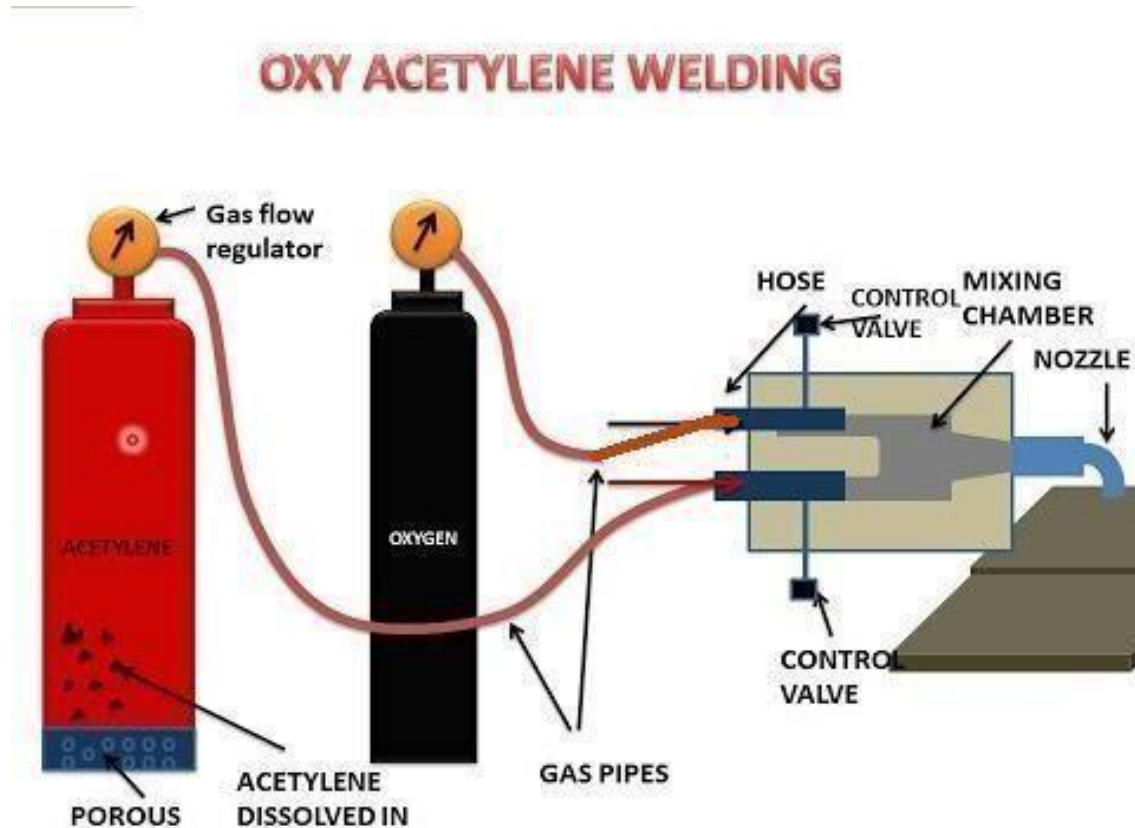 OXY ACETYLENE WELDING
Gas flow
regulator
HOSE
CONTROL
VALVE
MIXING
CHAMBER
NOZZLE
ACETYLENE
OXYGEN
CONTROL
VALVE
GAS PIPES
POROUS
ACETYLENE
DISSOLVED IN